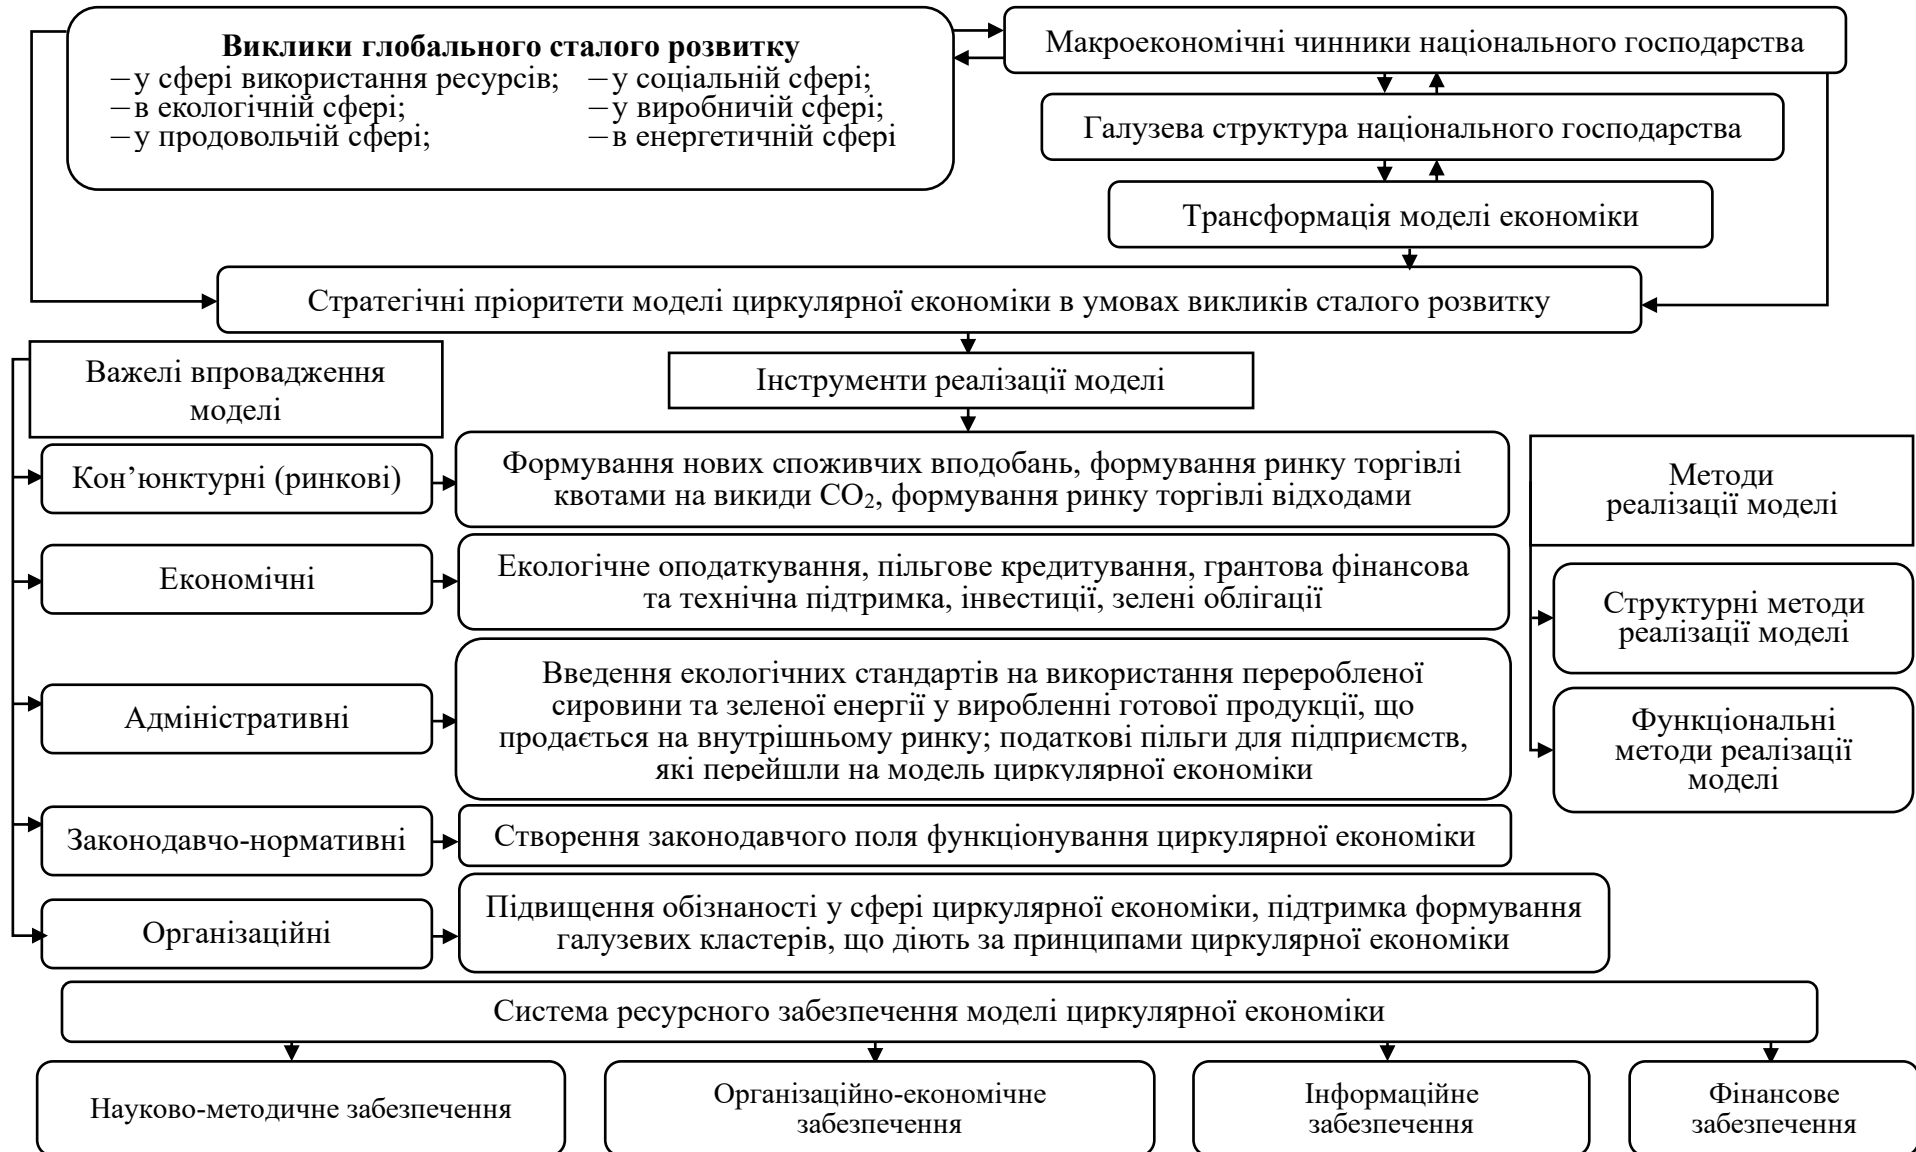 Виклики глобального сталого розвитку
– у сфері використання ресурсів;
– в екологічній сфері;
– у продовольчій сфері;
– у соціальній сфері;
– у виробничій сфері;
– в енергетичній сфері
Макроекономічні чинники національного господарства
Галузева структура національного господарства
Трансформація моделі економіки
Стратегічні пріоритети моделі циркулярної економіки в умовах викликів сталого розвитку
Важелі впровадження
моделі
Інструменти реалізації моделі
Кон’юнктурні (ринкові)
Формування нових споживчих вподобань, формування ринку торгівлі
квотами на викиди CO₂, формування ринку торгівлі відходами
Економічні
Екологічне оподаткування, пільгове кредитування, грантова фінансова
та технічна підтримка, інвестиції, зелені облігації
Адміністративні
Введення екологічних стандартів на використання переробленої
сировини та зеленої енергії у виробленні готової продукції, що
продається на внутрішньому ринку; податкові пільги для підприємств,
які перейшли на модель циркулярної економіки
Законодавчо-нормативні
Створення законодавчого поля функціонування циркулярної економіки
Організаційні
Підвищення обізнаності у сфері циркулярної економіки, підтримка формування
галузевих кластерів, що діють за принципами циркулярної економіки
Методи
реалізації моделі
Структурні методи
реалізації моделі
Функціональні
методи реалізації
моделі
Система ресурсного забезпечення моделі циркулярної економіки
Науково-методичне забезпечення
Організаційно-економічне
забезпечення
Інформаційне
забезпечення
Фінансове
забезпечення